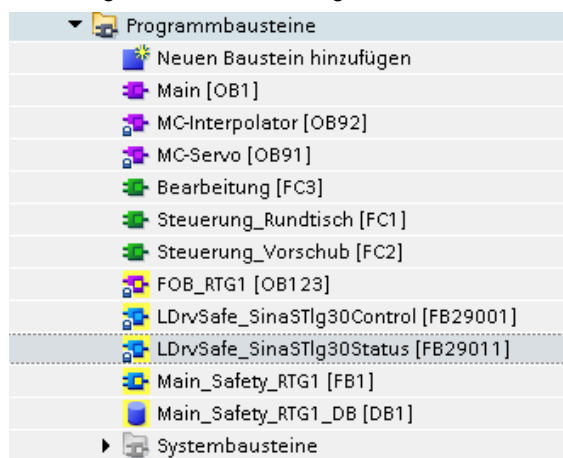 Programmbausteine
Neuen Baustein hinzufügen
Main [OB1]
MC-Interpolator [OB92]
MC-Servo [OB91]
Bearbeitung [FC3]
Steuerung_Rundtisch [FC1]
Steuerung_Vorschub [FC2]
FOB_RTG1 [OB123]
LDrvSafe_SinaSTlg30Control [FB29001]
LDrvSafe_SinaSTlg30Status [FB29011]
Main_Safety_RTG1 [FB1]
Main_Safety_RTG1_DB [DB1]
Systembausteine